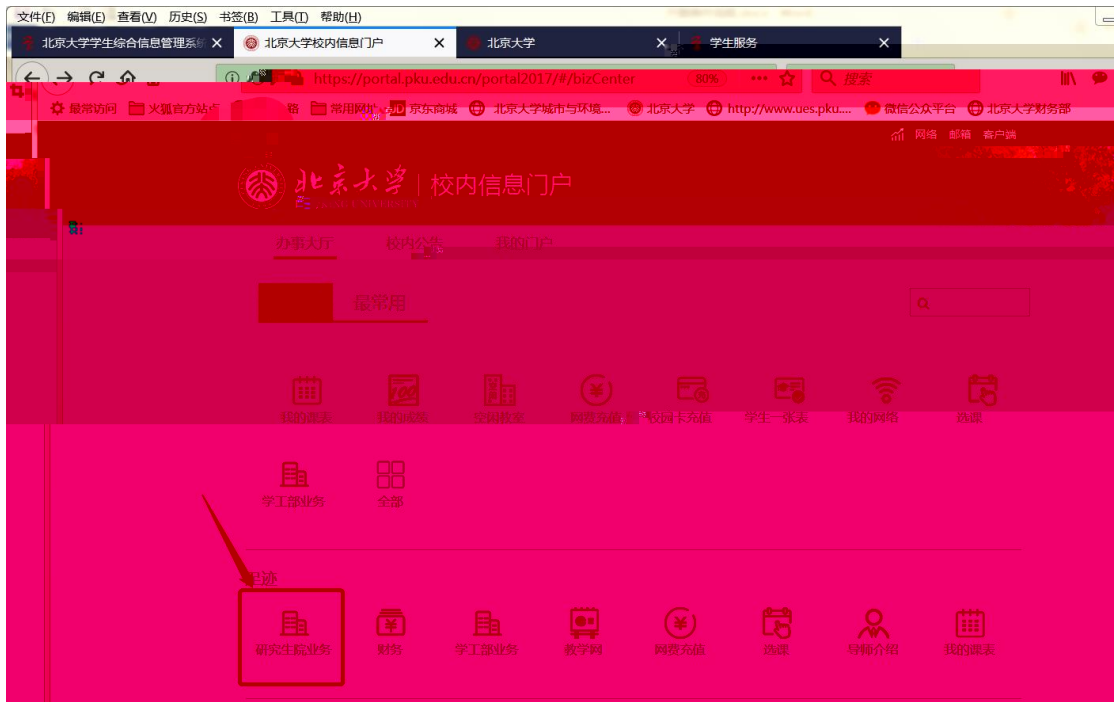 文件(F) 编辑(E) 查看(V) 历史(S) 书签(B) 工具(T) 帮助(H)
北京大学学生综合信息管理系统 北京大学校内信息门户 北京大学 学生服务
https://portal.pku.edu.cn/portal2017/#/bizCenter 80% 搜索
最常访问 火狐官方站点 常用网址 京东商城 北京大学城市与环境... 北京大学 http://www.ues.pku.... 微信公众平台 北京大学财务部
网络 邮箱 客户端
北京大学 校内信息门户
办事大厅 校内公告 我的门户
最常用
我的课表 我的成绩 空闲教室 网费充值 校园卡充值 学生一张表 我的网络 选课
学工部业务 全部
足迹
研究生院业务 财务 学工部业务 教学网 网费充值 选课 导师介绍 我的课表